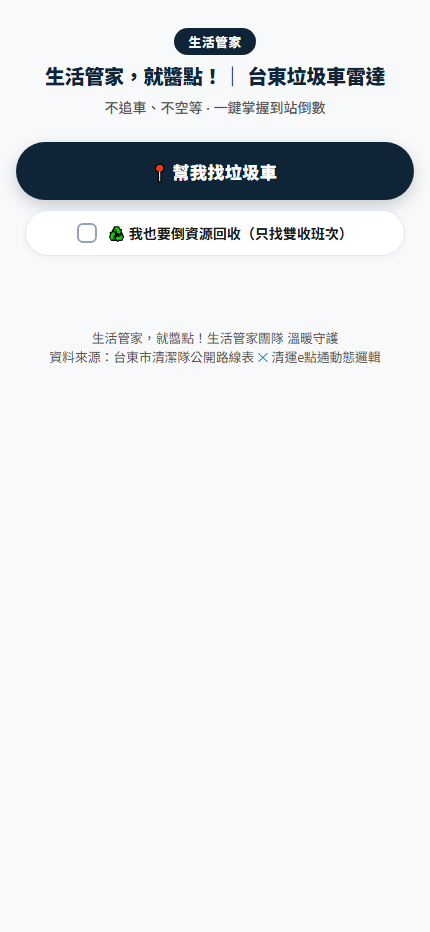 生活管家
生活管家，就醬點！｜ 台東垃圾車雷達
不追車、不空等 · 一鍵掌握到站倒數
📍 幫我找垃圾車
♻️ 我也要倒資源回收（只找雙收班次）
生活管家，就醬點！生活管家團隊 溫暖守護
資料來源：台東市清潔隊公開路線表 ╳ 清運e點通動態邏輯